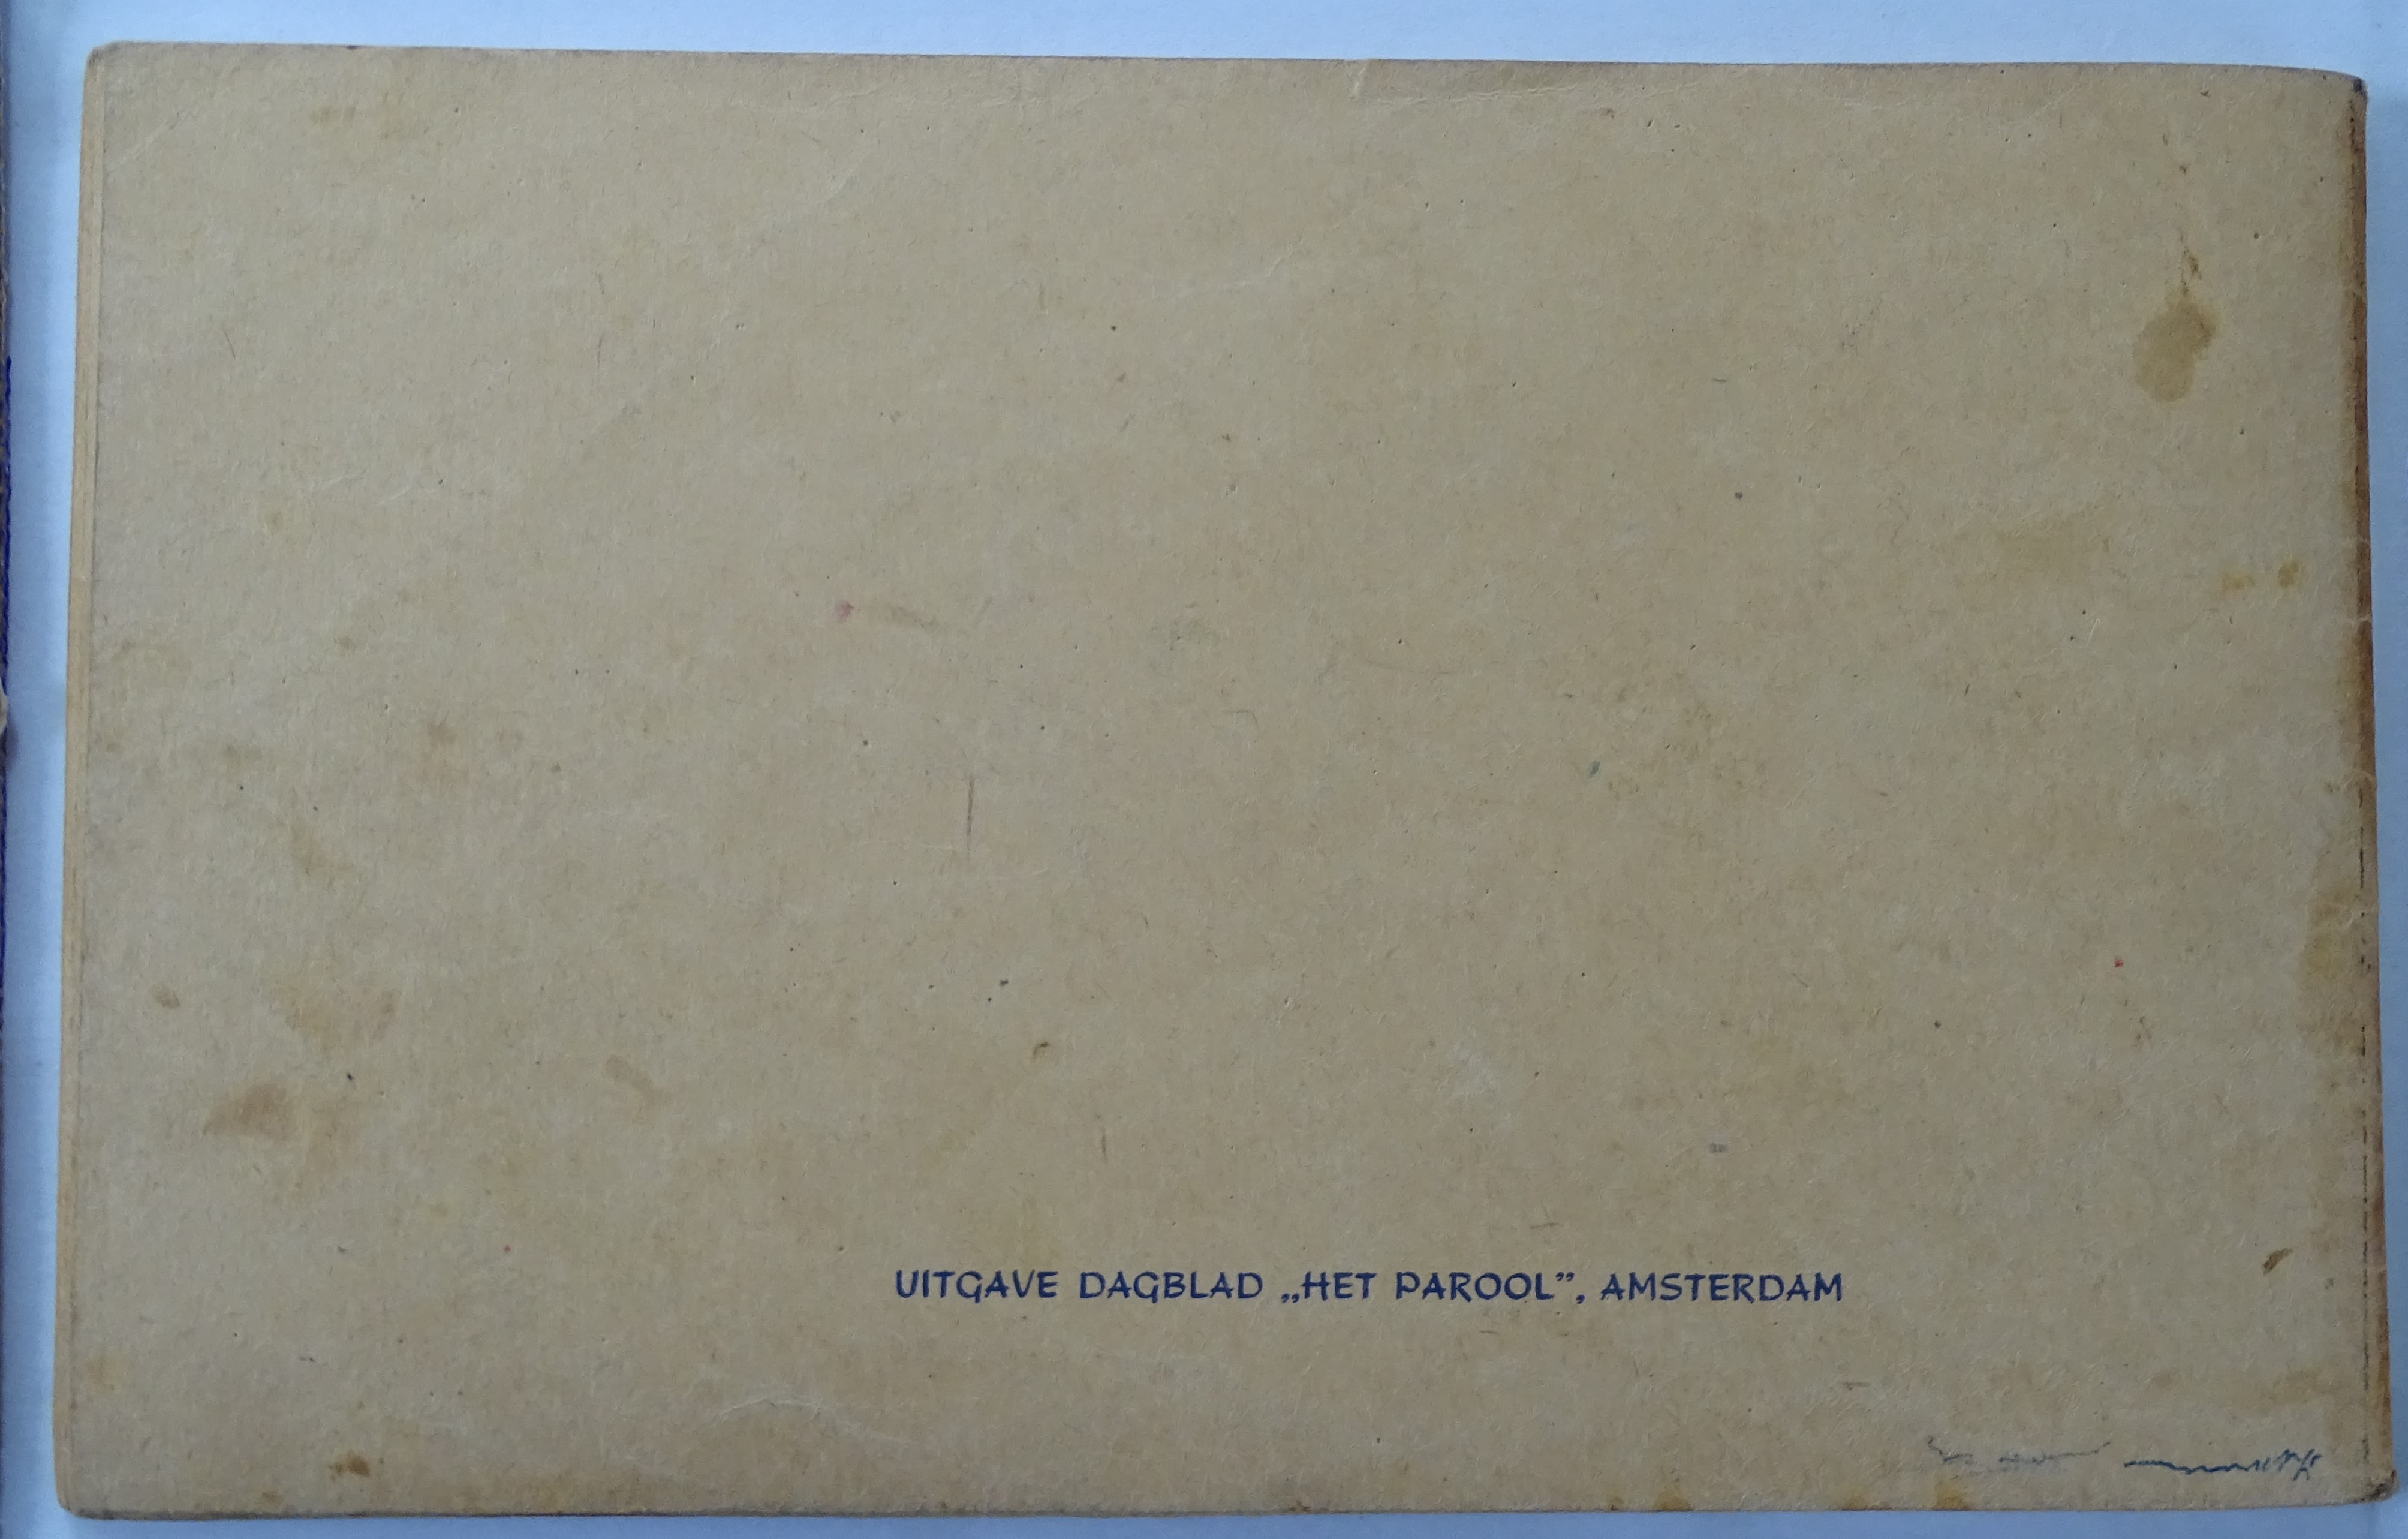 UITGAVE DAGBLAD „HET PAROOL”, AMSTERDAM